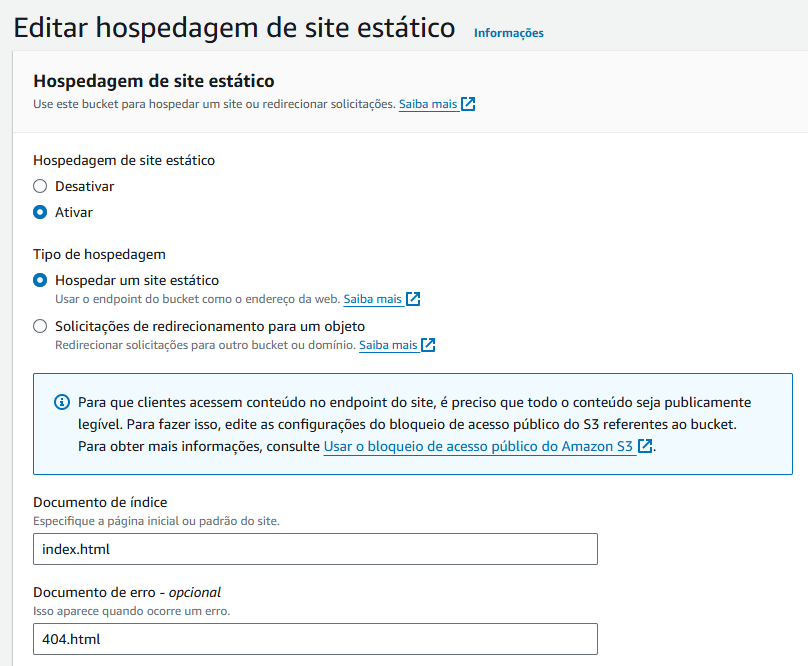 Editar hospedagem de site estático Informações
Hospedagem de site estático
Use este bucket para hospedar um site ou redirecionar solicitações. Saiba mais
Hospedagem de site estático
Desativar
Ativar
Tipo de hospedagem
Hospedar um site estático
Usar o endpoint do bucket como o endereço da web. Saiba mais
Solicitações de redirecionamento para um objeto
Redirecionar solicitações para outro bucket ou domínio. Saiba mais
Para que clientes acessem conteúdo no endpoint do site, é preciso que todo o conteúdo seja publicamente
legível. Para fazer isso, edite as configurações do bloqueio de acesso público do S3 referentes ao bucket.
Para obter mais informações, consulte Usar o bloqueio de acesso público do Amazon S3.
Documento de índice
Especifique a página inicial ou padrão do site.
index.html
Documento de erro - opcional
Isso aparece quando ocorre um erro.
404.html